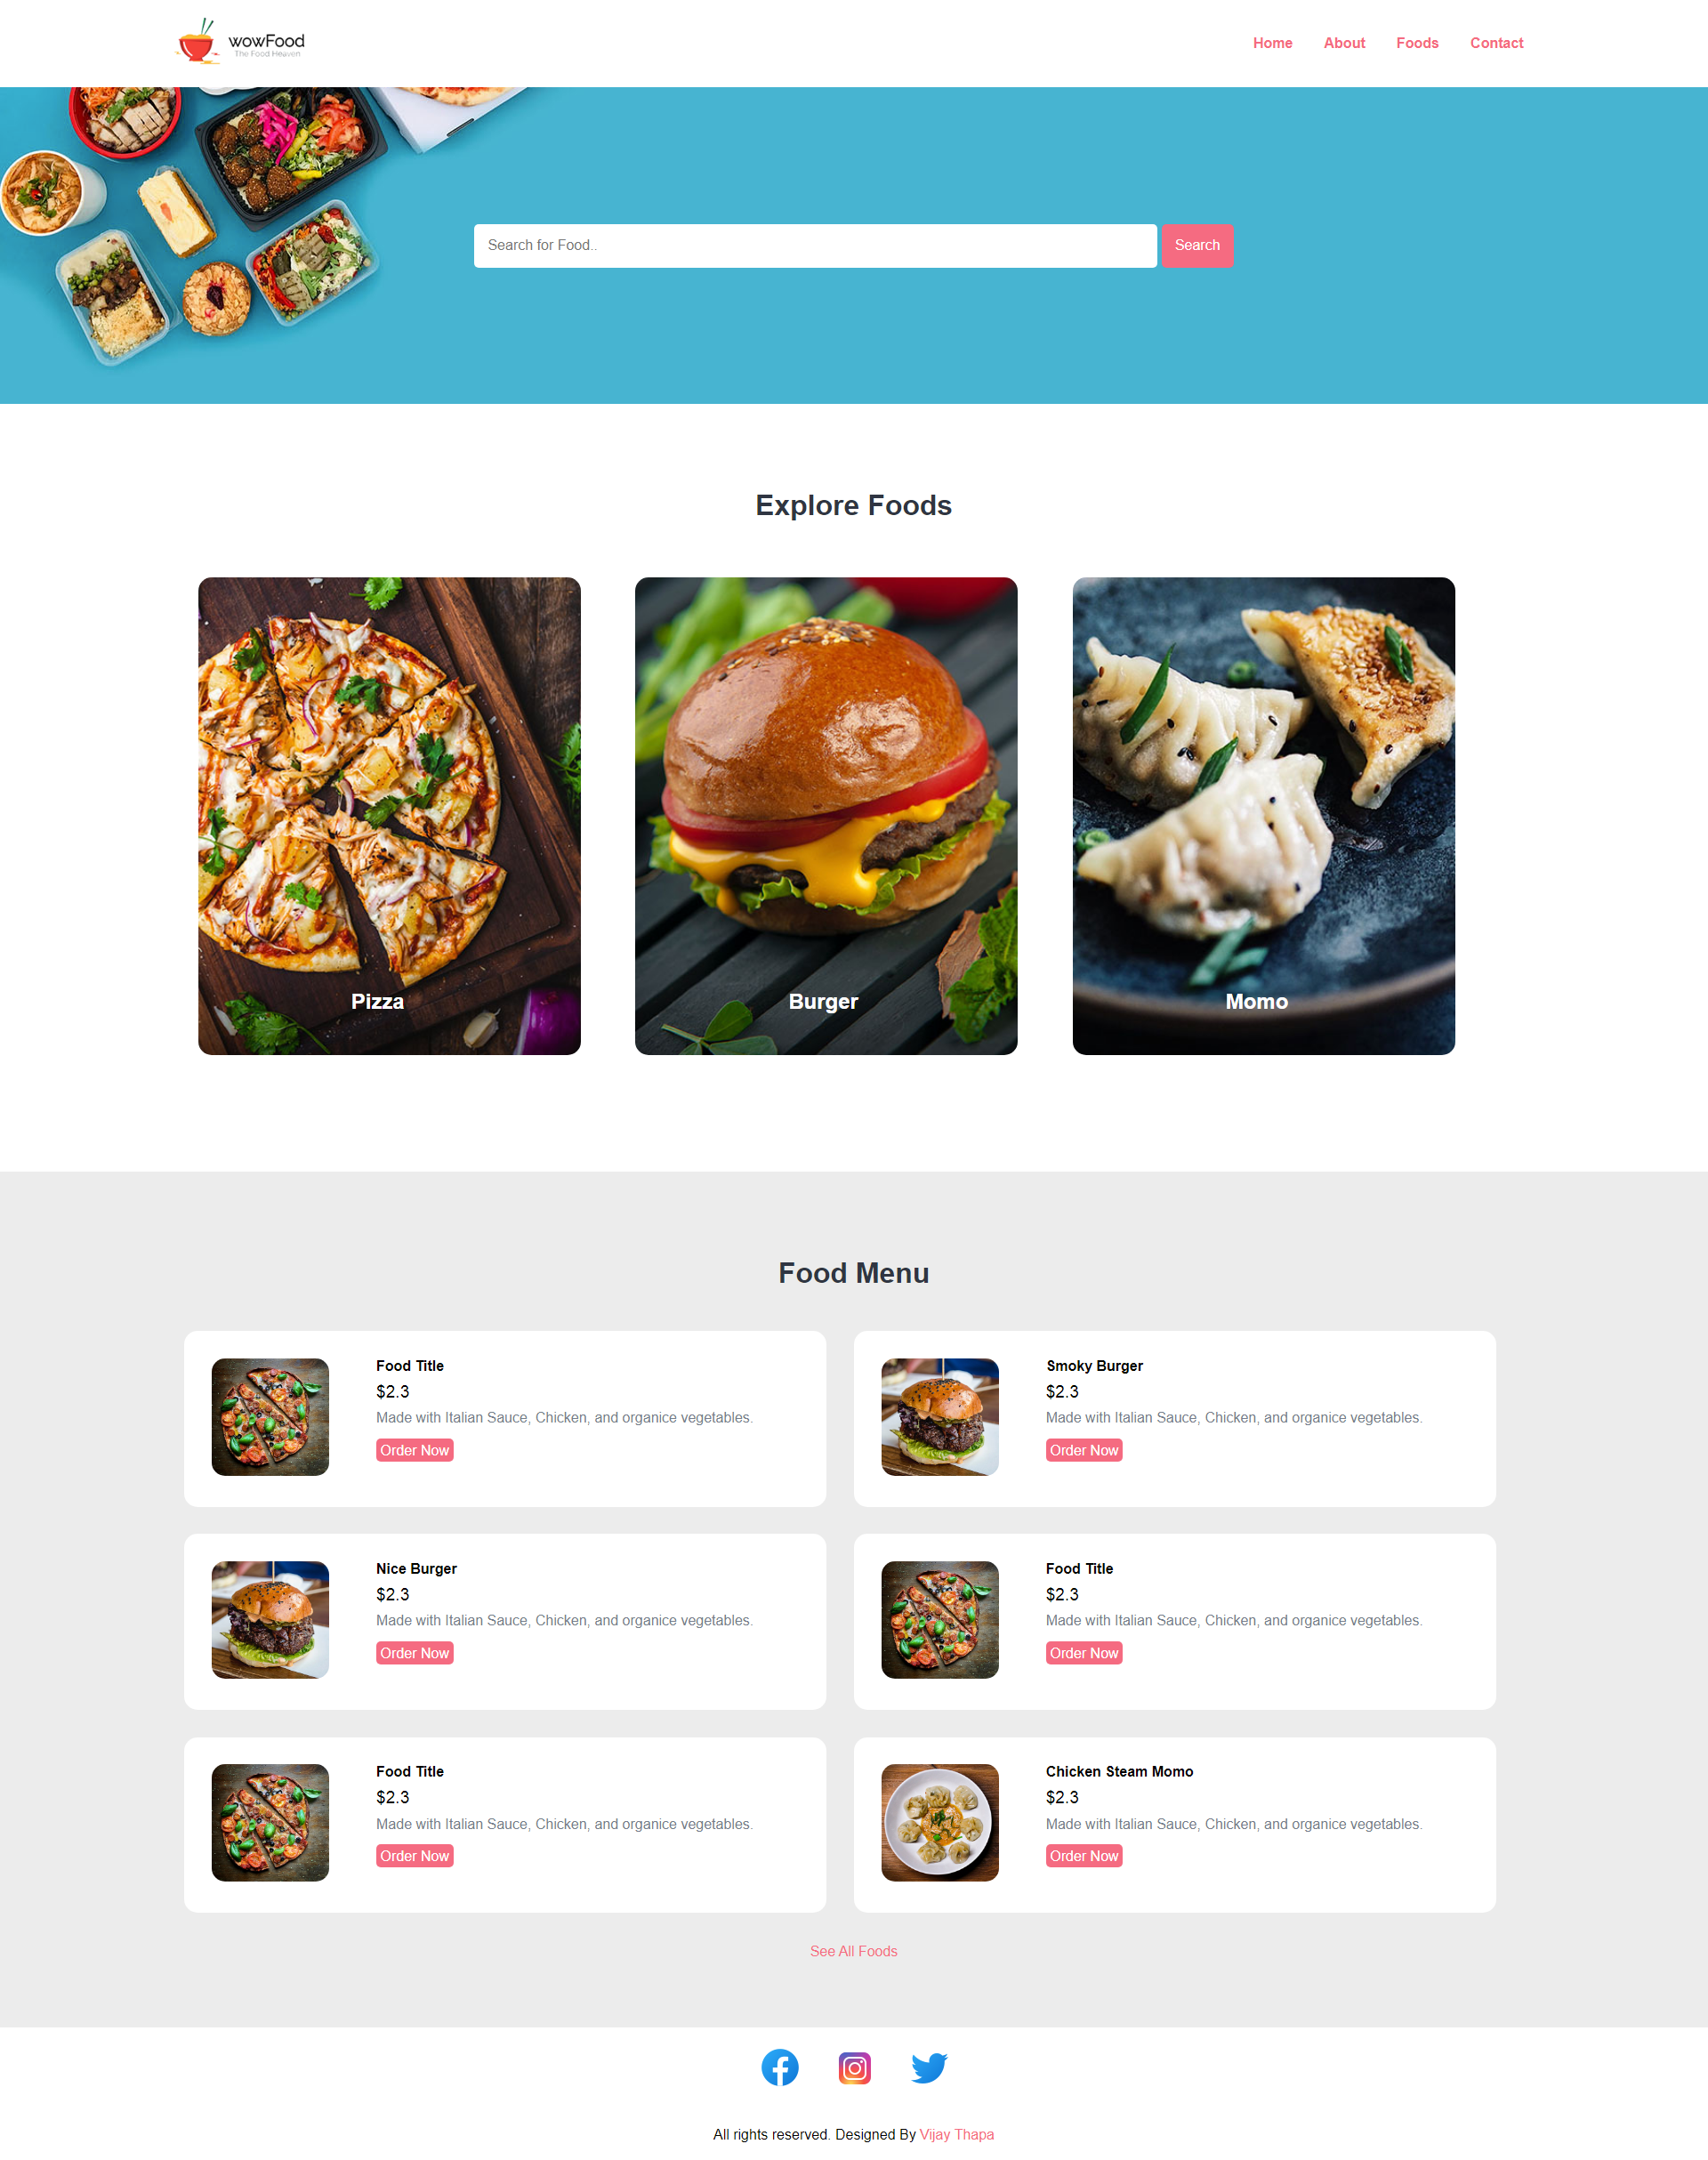 wowFood
The Food Heaven
Home About Foods Contact
Search for Food.. Search
Explore Foods
Pizza
Burger
Momo
Food Menu
Food Title
$2.3
Made with Italian Sauce, Chicken, and organice vegetables.
Order Now
Smoky Burger
$2.3
Made with Italian Sauce, Chicken, and organice vegetables.
Order Now
Nice Burger
$2.3
Made with Italian Sauce, Chicken, and organice vegetables.
Order Now
Food Title
$2.3
Made with Italian Sauce, Chicken, and organice vegetables.
Order Now
Food Title
$2.3
Made with Italian Sauce, Chicken, and organice vegetables.
Order Now
Chicken Steam Momo
$2.3
Made with Italian Sauce, Chicken, and organice vegetables.
Order Now
See All Foods
All rights reserved. Designed By Vijay Thapa